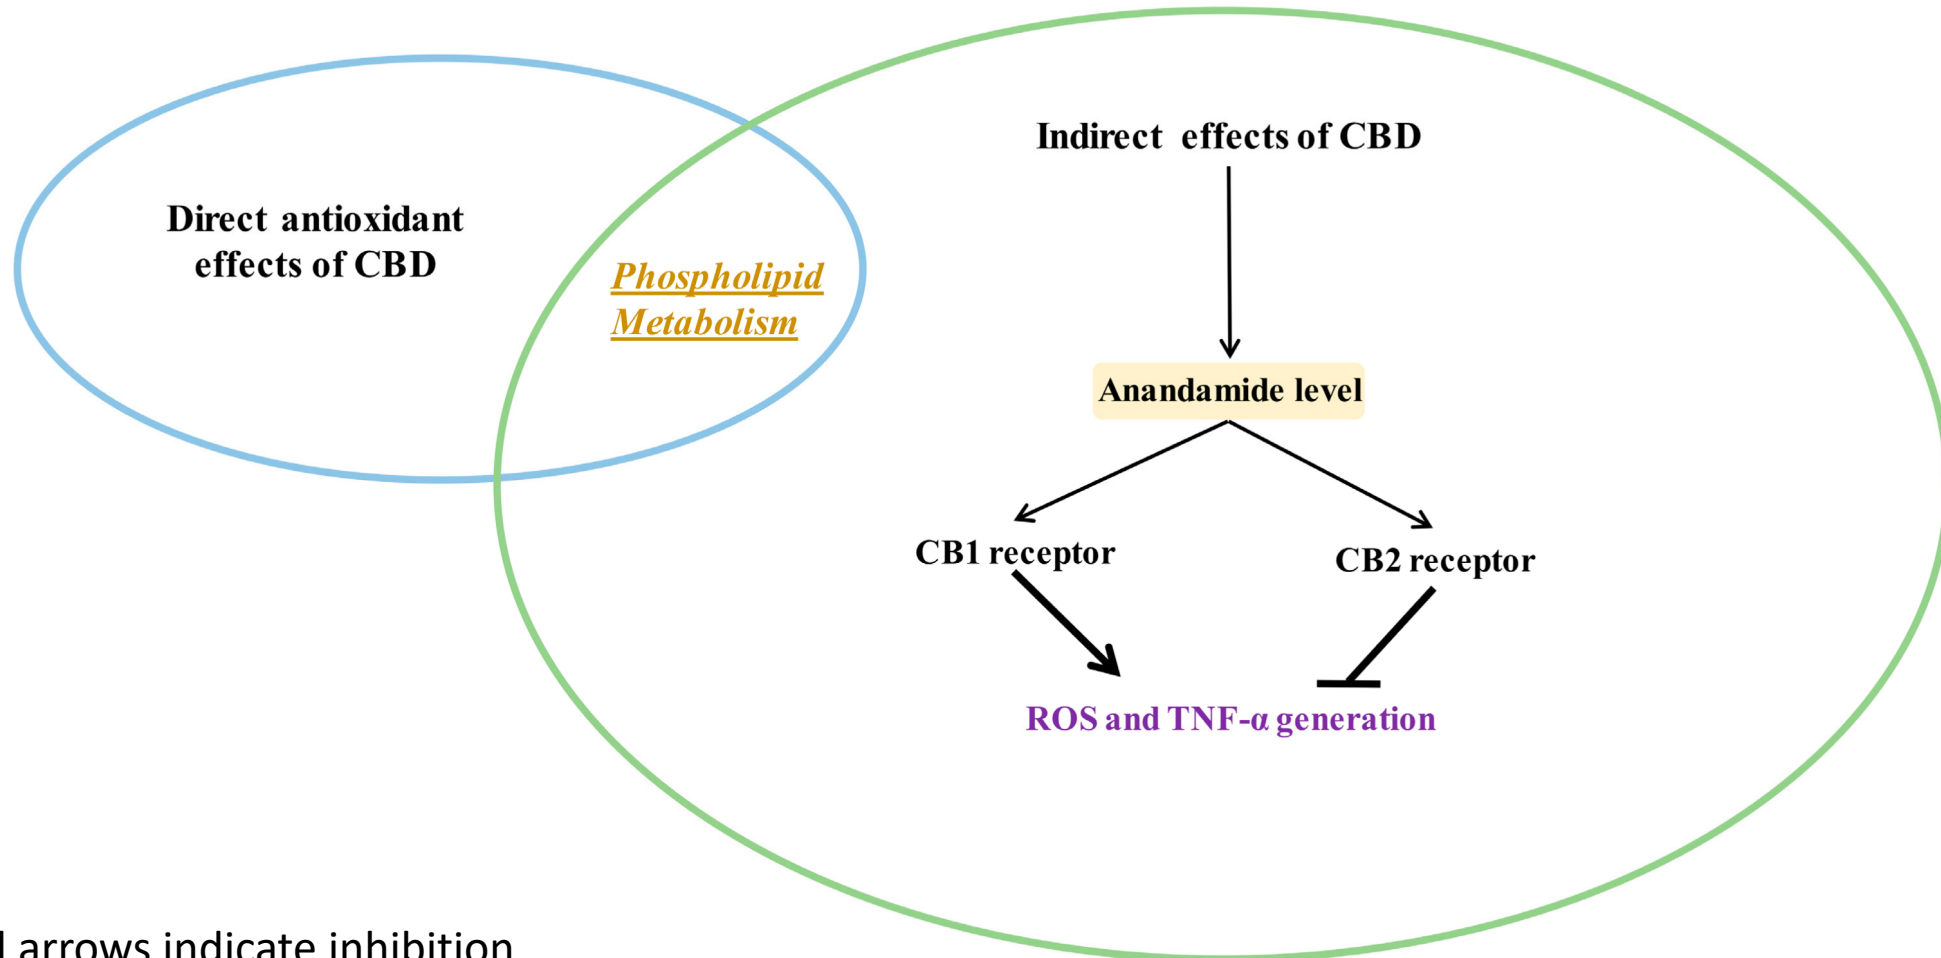 Direct antioxidant
effects of CBD
Phospholipid
Metabolism
Indirect effects of CBD
Anandamide level
CB1 receptor
CB2 receptor
ROS and TNF-α generation
arrows indicate inhibition